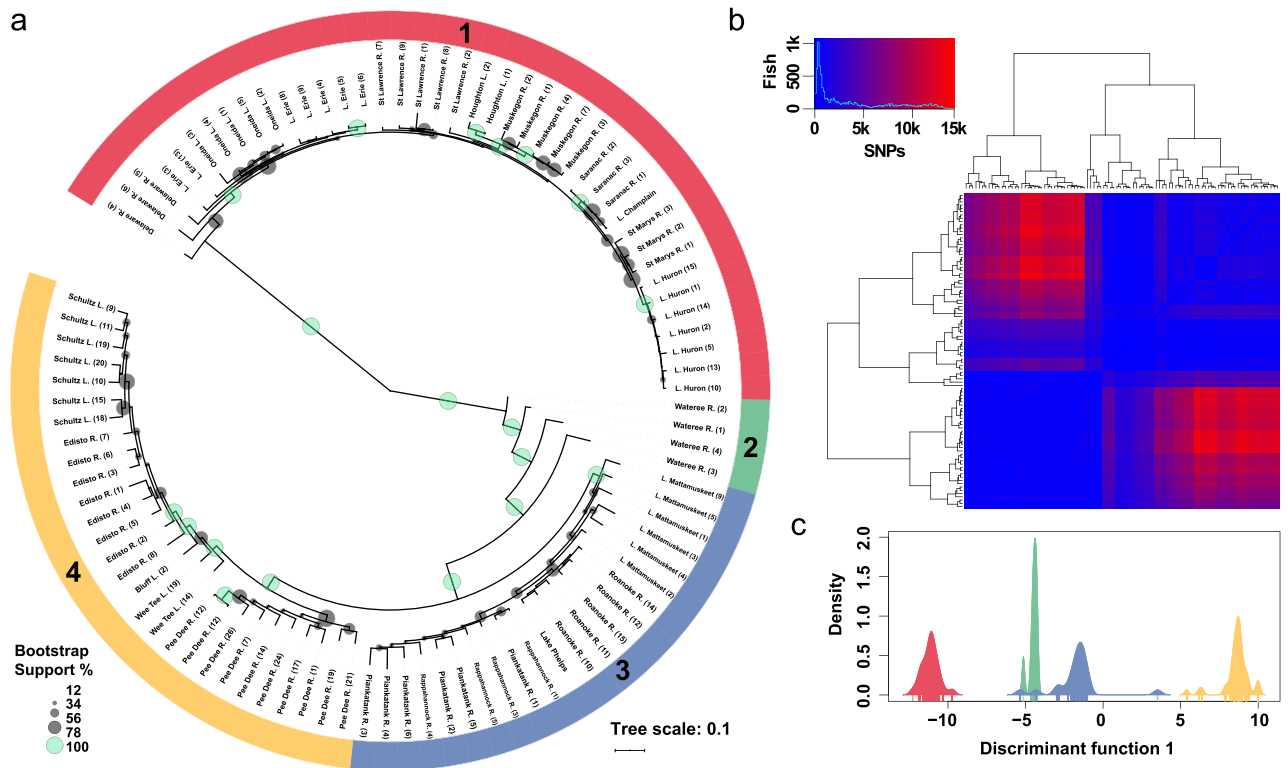 a
1
2
3
4
Delaware R. (4)
Delaware R. (6)
Delaware R. (5)
L. Erie (3)
L. Erie (13)
Oneida L. (3)
Oneida L. (4)
Oneida L. (1)
Oneida L. (5)
Oneida L. (2)
L. Erie (8)
L. Erie (9)
L. Erie (4)
L. Erie (5)
L. Erie (6)
St Lawrence R. (7)
St Lawrence R. (9)
St Lawrence R. (1)
St Lawrence R. (8)
St Lawrence R. (2)
Houghton L. (2)
Houghton L. (1)
Muskegon R. (2)
Muskegon R. (1)
Muskegon R. (4)
Muskegon R. (7)
Muskegon R. (3)
Saranac R. (2)
Saranac R. (3)
Saranac R. (1)
L. Champlain
St Marys R. (3)
St Marys R. (2)
St Marys R. (1)
L. Huron (15)
L. Huron (1)
L. Huron (14)
L. Huron (2)
L. Huron (5)
L. Huron (13)
L. Huron (10)
Wateree R. (2)
Wateree R. (1)
Wateree R. (4)
Wateree R. (3)
L. Mattamuskeet (9)
L. Mattamuskeet (5)
L. Mattamuskeet (1)
L. Mattamuskeet (3)
L. Mattamuskeet (4)
L. Mattamuskeet (2)
Roanoke R. (14)
Roanoke R. (12)
Roanoke R. (15)
Roanoke R. (11)
Roanoke R. (10)
Lake Phelps
Rappahannock R. (1)
Piankatank R. (1)
Rappahannock R. (3)
Rappahannock R. (5)
Piankatank R. (5)
Piankatank R. (2)
Rappahannock R. (4)
Piankatank R. (6)
Piankatank R. (4)
Piankatank R. (3)
Pee Dee R. (21)
Pee Dee R. (19)
Pee Dee R. (1)
Pee Dee R. (17)
Pee Dee R. (24)
Pee Dee R. (14)
Pee Dee R. (7)
Pee Dee R. (26)
Pee Dee R. (12)
Pee Dee R. (12)
Wee Tee L. (14)
Wee Tee L. (19)
Bluff L. (2)
Edisto R. (8)
Edisto R. (2)
Edisto R. (5)
Edisto R. (4)
Edisto R. (1)
Edisto R. (3)
Edisto R. (6)
Edisto R. (7)
Schultz L. (18)
Schultz L. (15)
Schultz L. (10)
Schultz L. (20)
Schultz L. (19)
Schultz L. (11)
Schultz L. (9)
Bootstrap
Support %
12
34
56
78
100
Tree scale: 0.1
b
Fish
1k
500
0
0 5k 10k 15k
SNPs
c
Density
2.0
1.5
1.0
0.5
0.0
−10 −5 0 5 10
Discriminant function 1